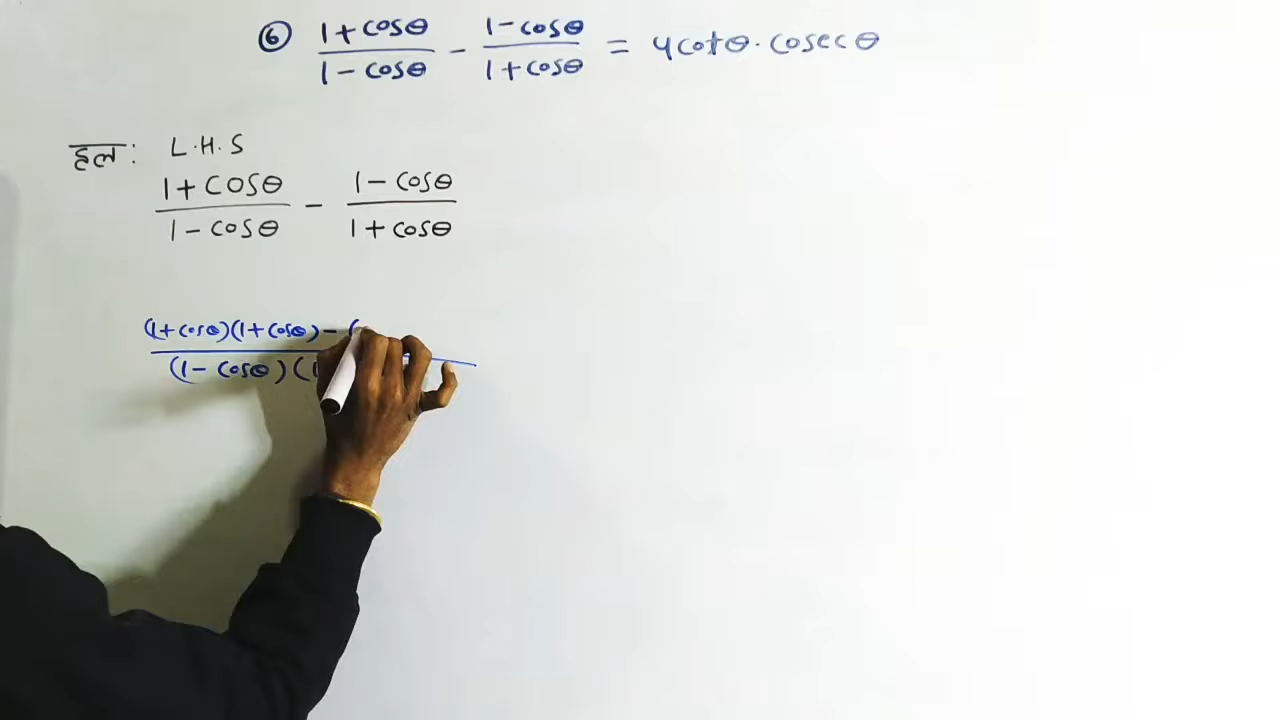 ⑥ 1+cosθ / 1-cosθ - 1-cosθ / 1+cosθ = 4cotθ·cosecθ
हल: L.H.S
1+cosθ / 1-cosθ - 1-cosθ / 1+cosθ
(1+cosθ)(1+cosθ)-(
(1-cosθ)(1